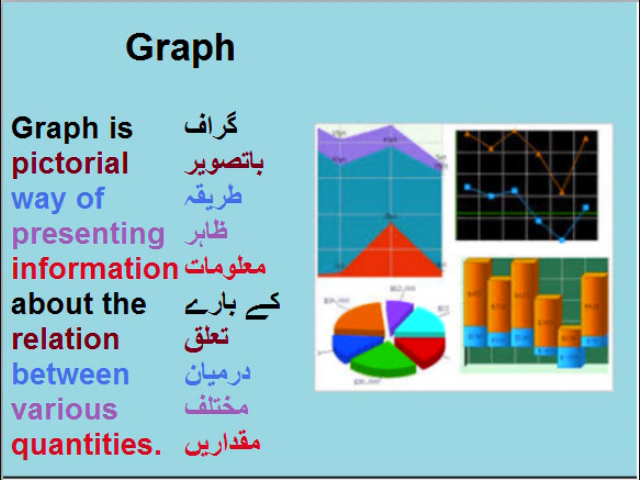 Graph
Graph is گراف
pictorial باتصویر
way of طریقہ
presenting ظاہر
information معلومات
about the کے بارے
relation تعلق
between درمیان
various مختلف
quantities. مقداریں